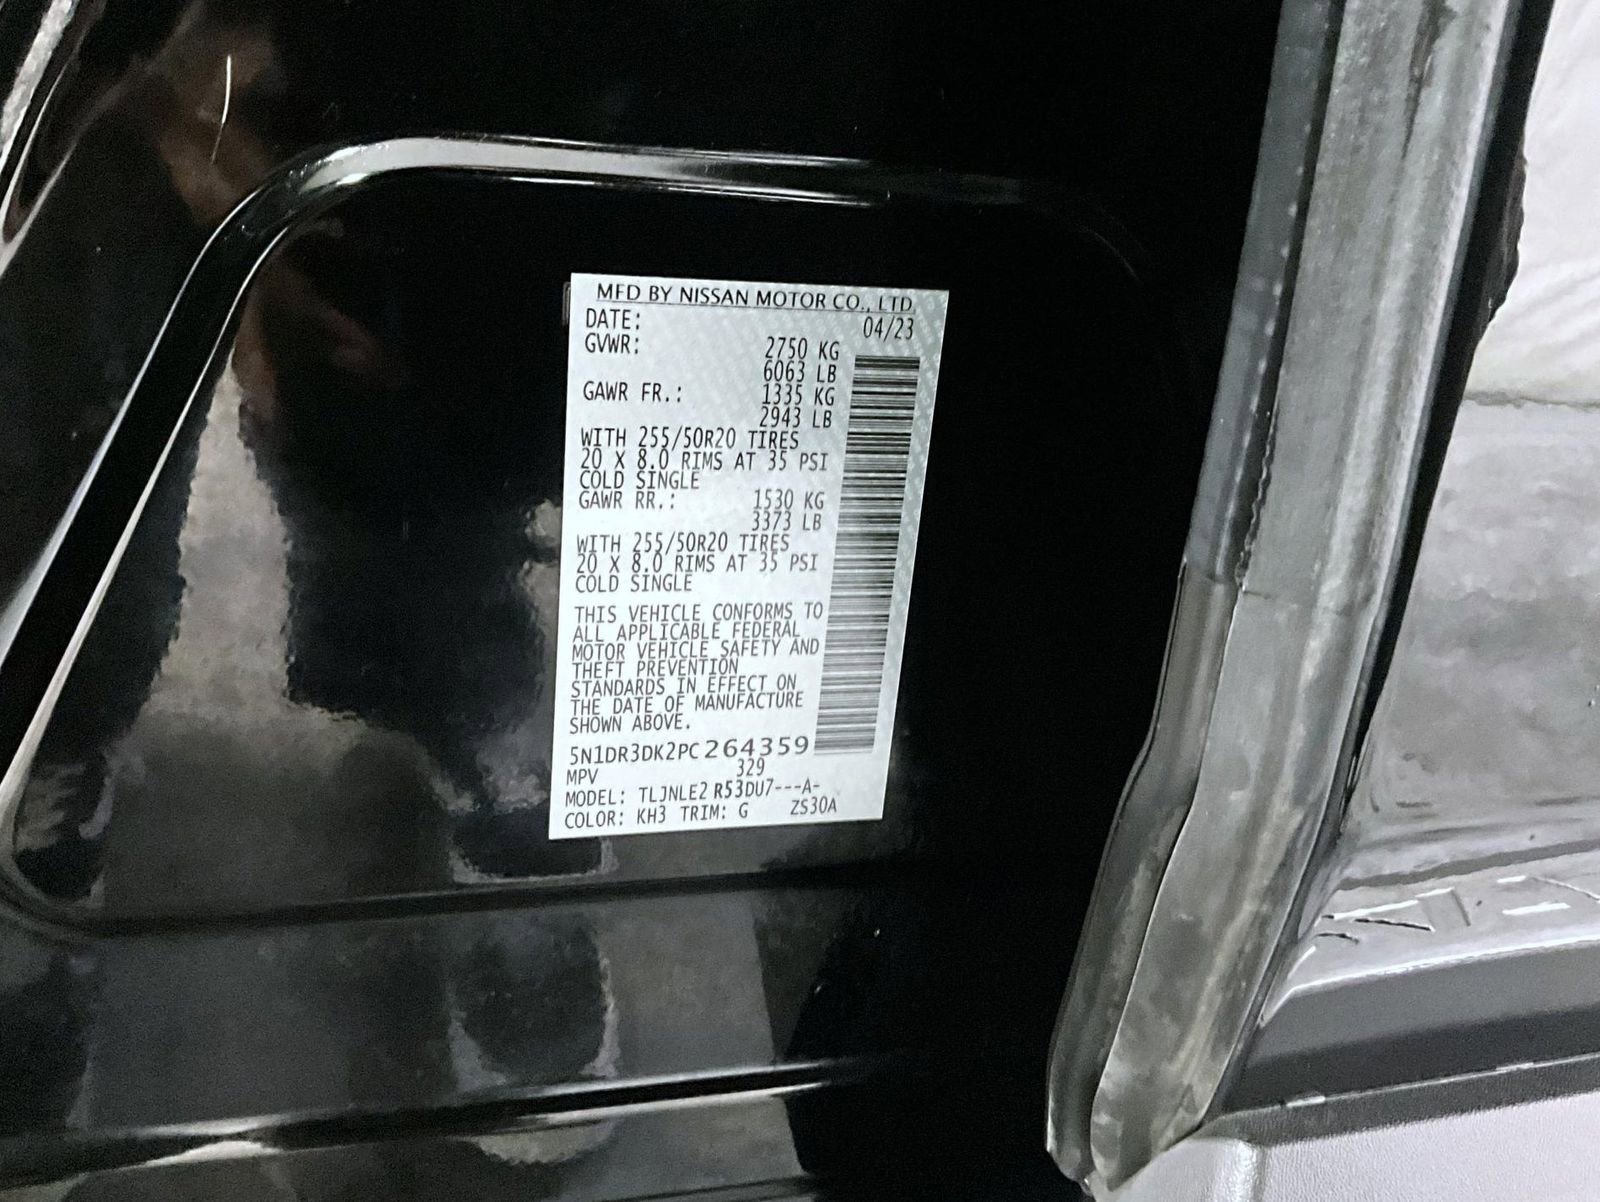 MFD BY NISSAN MOTOR CO., LTD.
DATE: 04/23
GVWR: 2750 KG
6063 LB
GAWR FR.: 1335 KG
2943 LB
WITH 255/50R20 TIRES
20 X 8.0 RIMS AT 35 PSI
COLD SINGLE
GAWR RR.: 1530 KG
3373 LB
WITH 255/50R20 TIRES
20 X 8.0 RIMS AT 35 PSI
COLD SINGLE
THIS VEHICLE CONFORMS TO
ALL APPLICABLE FEDERAL
MOTOR VEHICLE SAFETY AND
THEFT PREVENTION
STANDARDS IN EFFECT ON
THE DATE OF MANUFACTURE
SHOWN ABOVE.
5N1DR3DK2PC264359
MPV 329
MODEL: TLJNLE2 R53DU7---A-
COLOR: KH3 TRIM: G ZS30A